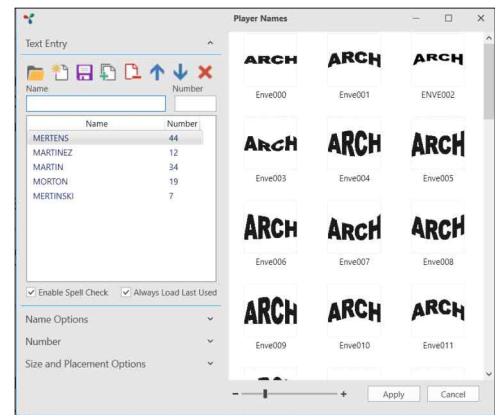 Player Names
Text Entry
Name Number
Name Number
MERTENS 44
MARTINEZ 12
MARTIN 34
MORTON 19
MERTINSKI 7
Enable Spell Check Always Load Last Used
Name Options
Number
Size and Placement Options
ARCH ARCH ARCH
Enve000 Enve001 ENVE002
ARCH ARCH ARCH
Enve003 Enve004 Enve005
ARCH ARCH ARCH
Enve006 Enve007 Enve008
ARCH ARCH ARCH
Enve009 Enve010 Enve011
Apply Cancel